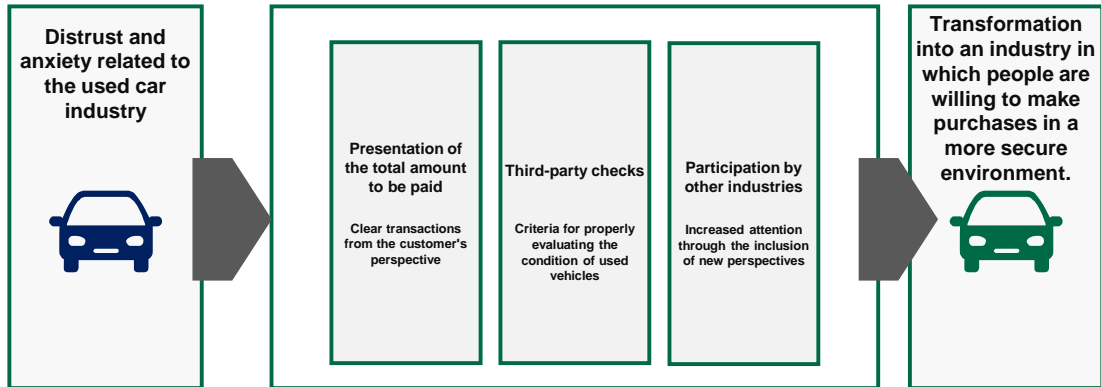 Distrust and
anxiety related to
the used car
industry
Presentation of
the total amount
to be paid
Clear transactions
from the customer's
perspective
Third-party checks
Criteria for properly
evaluating the
condition of used
vehicles
Participation by
other industries
Increased attention
through the inclusion
of new perspectives
Transformation
into an industry in
which people are
willing to make
purchases in a
more secure
environment.